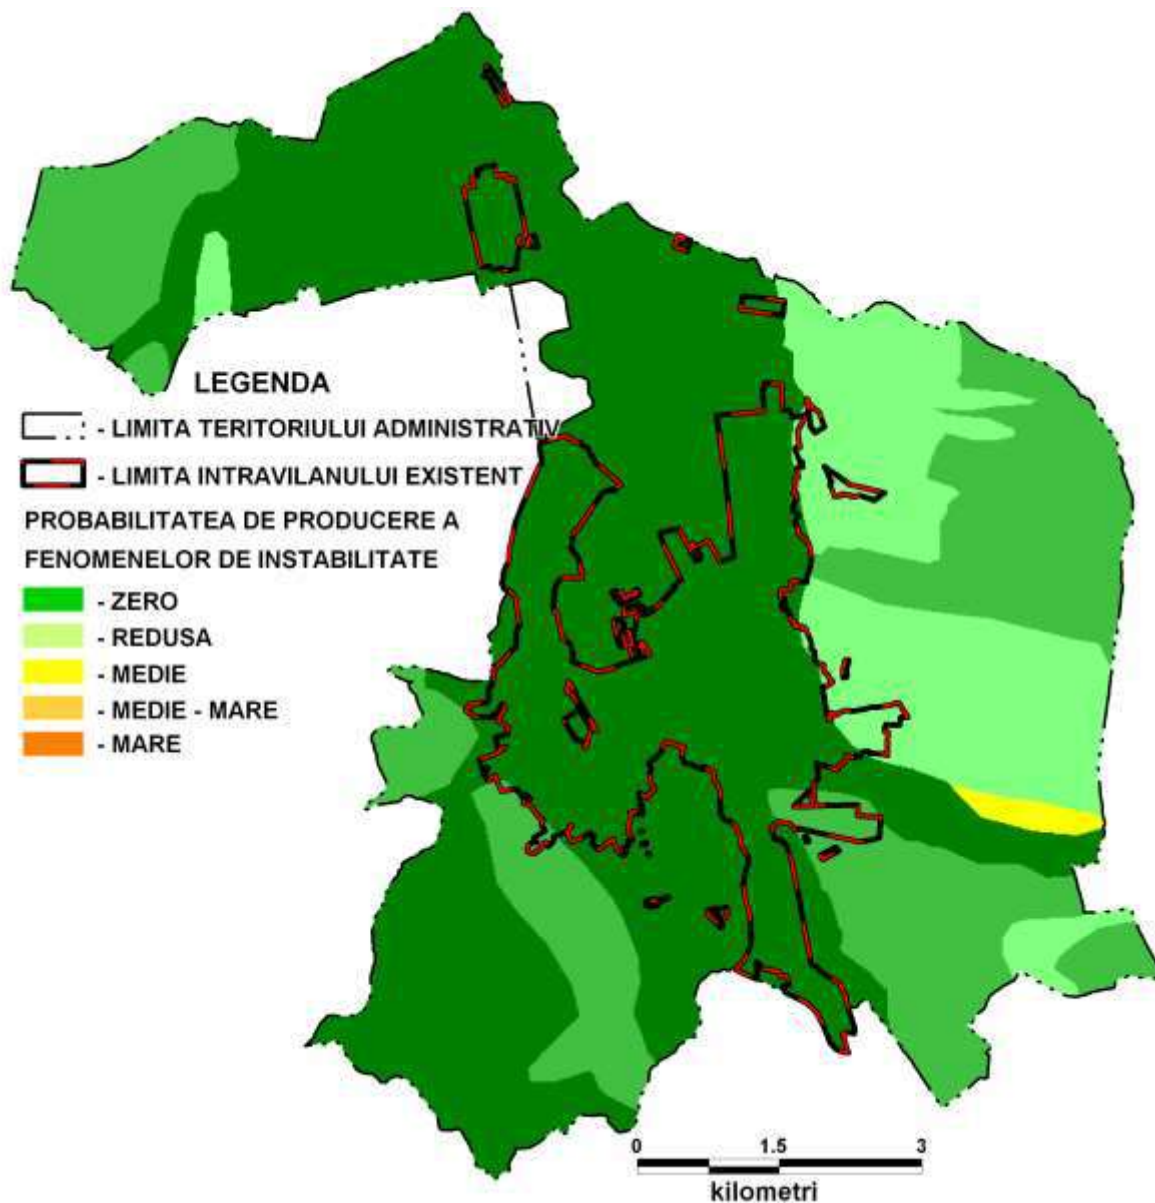 LEGENDA
- LIMITA TERITORIULUI ADMINISTRATIV
- LIMITA INTRAVILANULUI EXISTENT
PROBABILITATEA DE PRODUCERE A
FENOMENELOR DE INSTABILITATE
- ZERO
- REDUSA
- MEDIE
- MEDIE - MARE
- MARE
0 1.5 3
kilometri